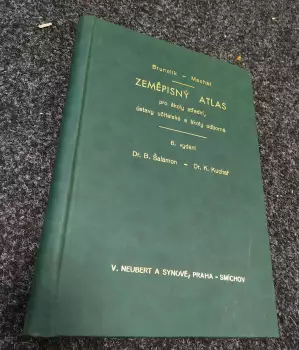 Brunclík - Machát
ZEMĚPISNÝ ATLAS
pro školy střední,
ústavy učitelské a školy odborné
6. vydání
Dr. B. Šalamon - Dr. K. Kuchař
V. NEUBERT A SYNOVÉ, PRAHA - SMÍCHOV